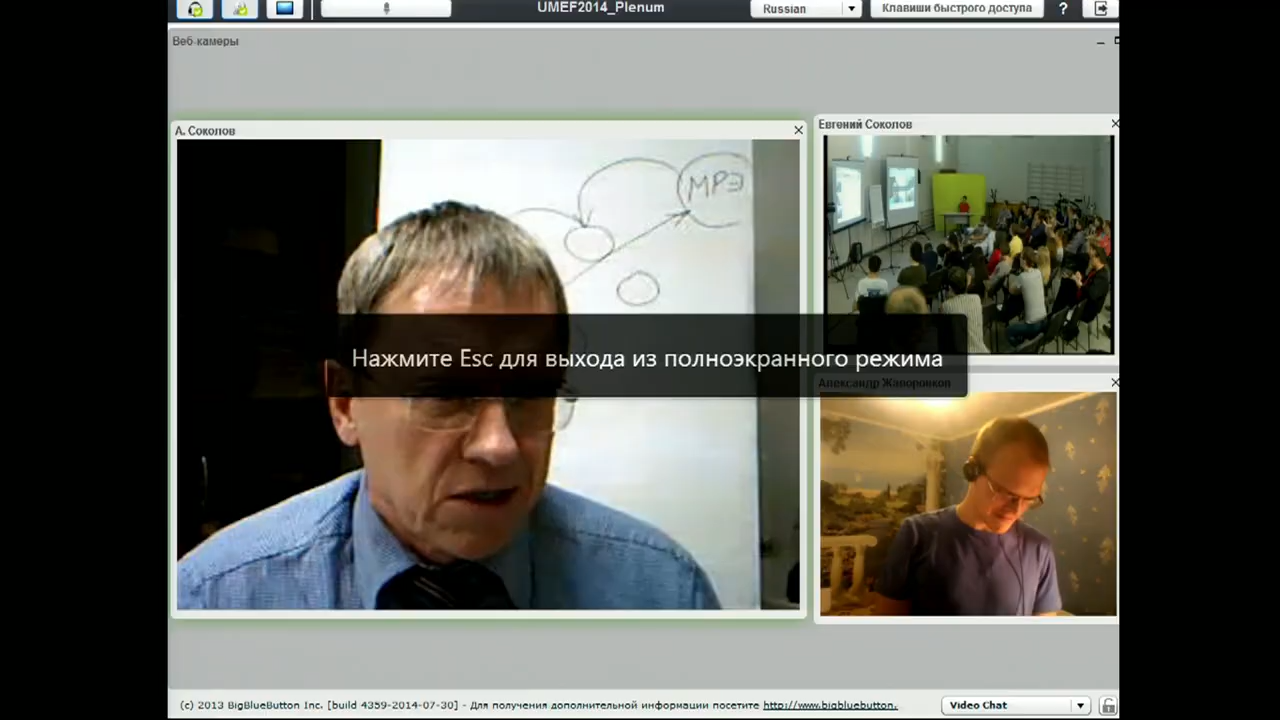 UMEF2014_Plenum
Russian
Клавиши быстрого доступа
?
Веб-камеры
А. Соколов
Евгений Соколов
МРЭ
Нажмите Esc для выхода из полноэкранного режима
Александр Жаворонков
(c) 2013 BigBlueButton Inc. [build 4359-2014-07-30] - Для получения дополнительной информации посетите http://www.bigbluebutton.
Video Chat